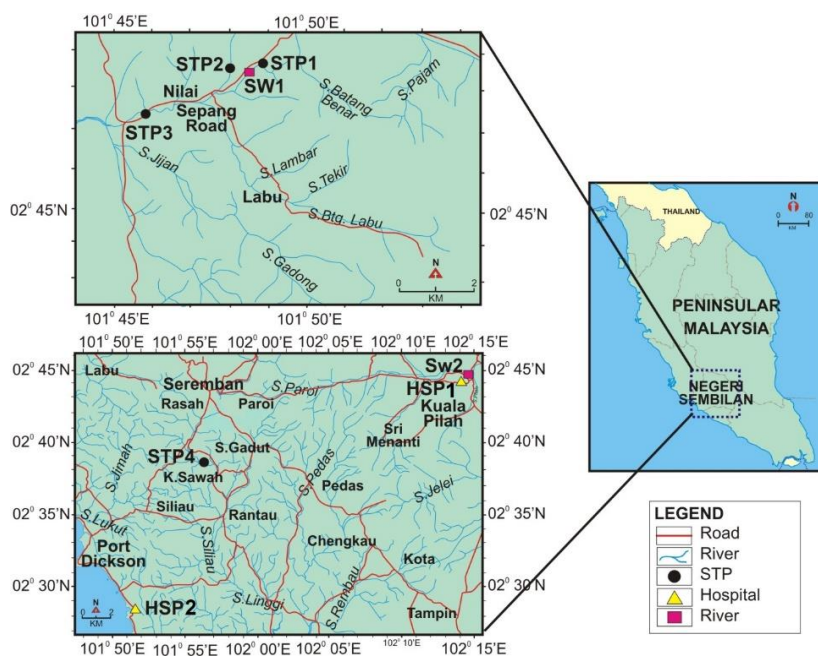 101° 45'E
101° 50'E
STP2
STP1
SW1
Nilai
Sepang
Road
STP3
S.Batang
Benar
S.Pajam
S.Jijan
S.Lambar
S.Tekir
Labu
S.Btg. Labu
S.Gadong
02° 45'N
02° 45'N
N
0
2
KM
101° 45'E
101° 50'E
101° 50'E
101° 55'E
102° 00'E
102° 05'E
102° 10'E
102° 15'E
02° 45'N
02° 40'N
02° 35'N
02° 30'N
02° 45'N
02° 40'N
02° 35'N
02° 30'N
Labu
Seremban
S.Paroi
Sw2
Rasah
Paroi
HSP1
Kuala
Pilah
Sri
Menanti
S.Jimah
STP4
S.Gadut
K.Sawah
S.Pedas
Pedas
S.Jelei
Siliau
Rantau
S.Lukut
S.Siliau
Port
Dickson
Chengkau
Kota
HSP2
S.Linggi
S.Rembau
Tampin
N
0
2
KM
101° 50'E
101° 55'E
102° 00'E
102° 05'E
102° 10'E
102° 15'E
THAILAND
N
0
80
KM
PENINSULAR
MALAYSIA
NEGERI
SEMBILAN
LEGEND
Road
River
STP
Hospital
River